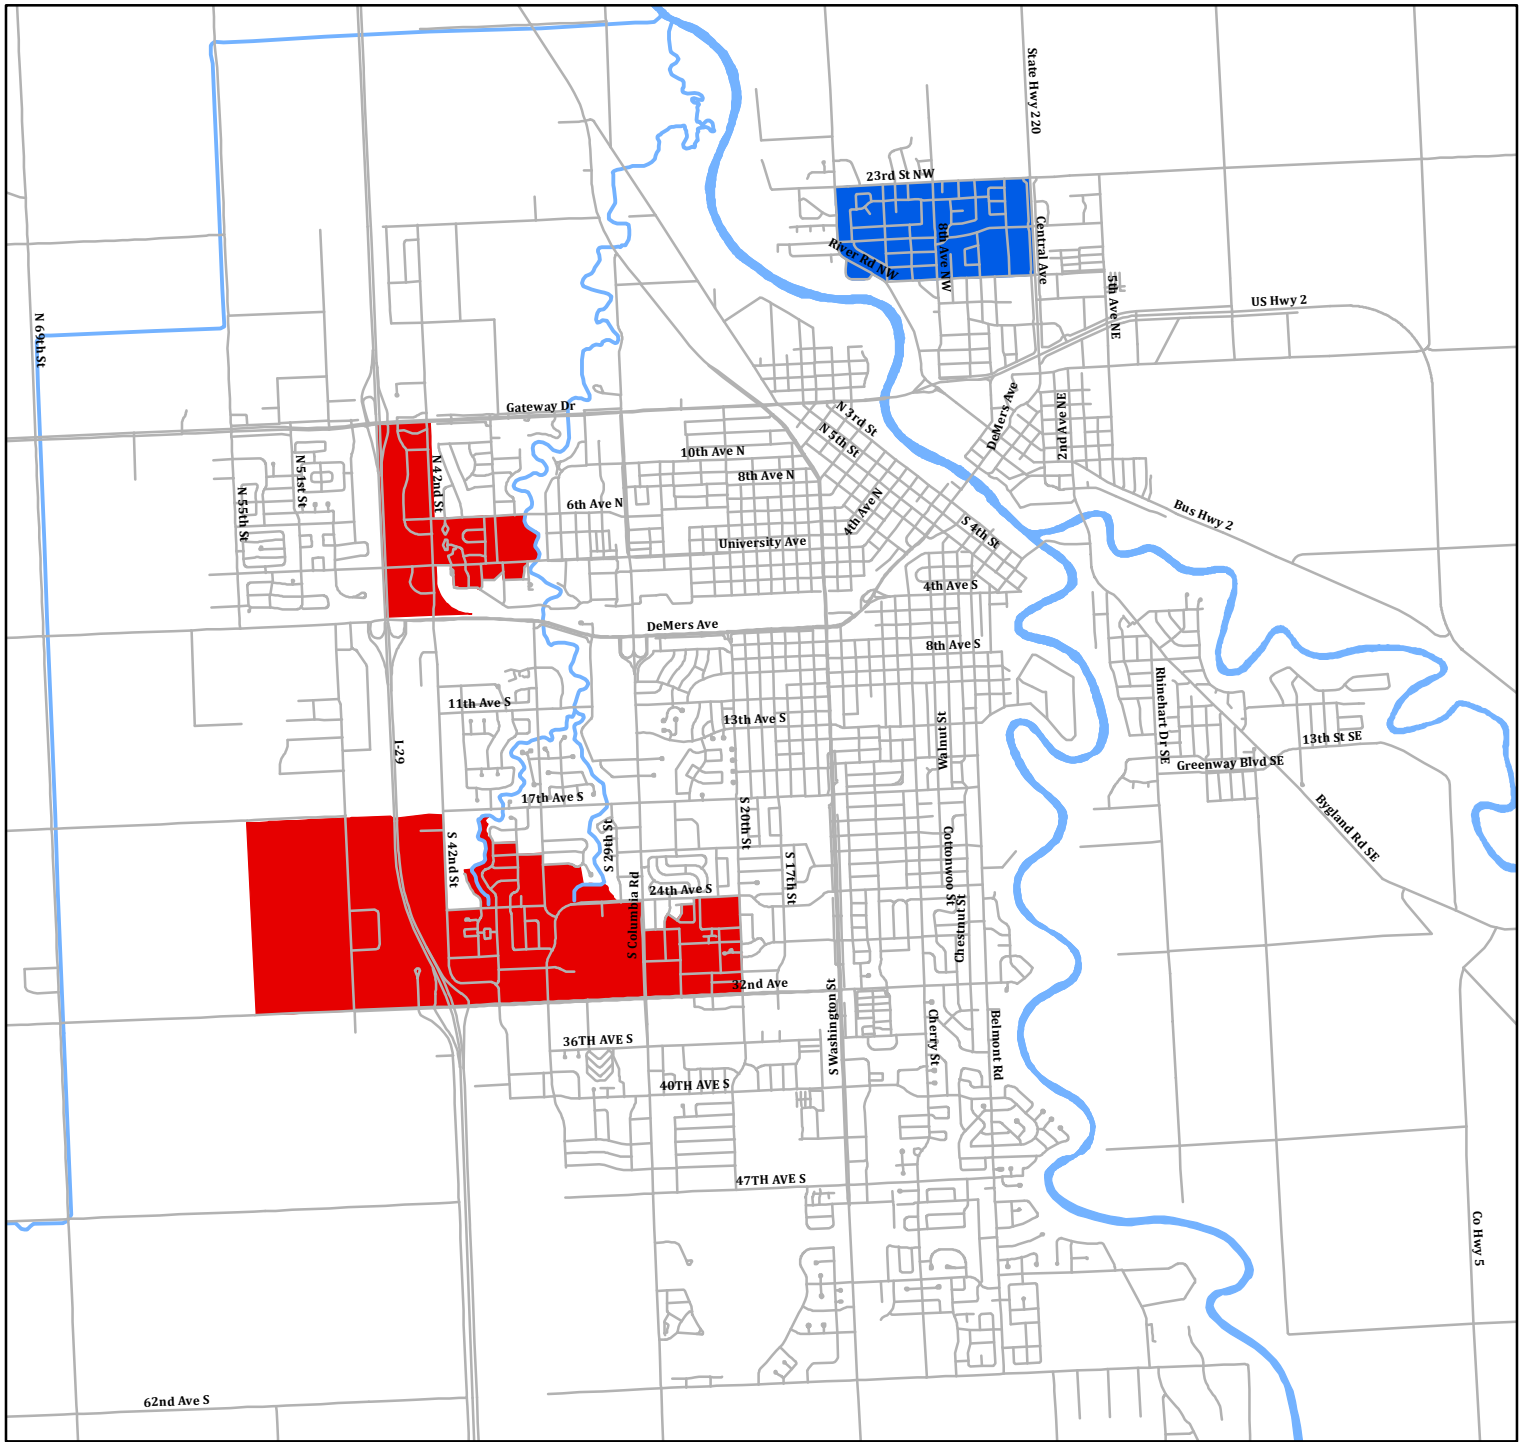 State Hwy 2 20
23rd St NW
8th Ave NW
Central Ave
River Rd NW
5th Ave NE
US Hwy 2
N 69th St
Gateway Dr
N 3rd St
DeMers Ave
2nd Ave NE
N 5th St
10th Ave N
8th Ave N
N 42nd St
N 51st St
N 55th St
6th Ave N
4th Ave N
Bus Hwy 2
S 4th St
University Ave
4th Ave S
DeMers Ave
8th Ave S
11th Ave S
13th Ave S
Walnut St
Rhinehart Dr SE
13th St SE
I-29
Greenway Blvd SE
17th Ave S
S 20th St
Bygland Rd SE
S 42nd St
S 29th St
S 17th St
Cottonwoo St
24th Ave S
S Columbia Rd
Chestnut St
32nd Ave
S Washington St
Cherry St
Belmont Rd
36TH AVE S
40TH AVE S
47TH AVE S
Co Hwy 5
62nd Ave S